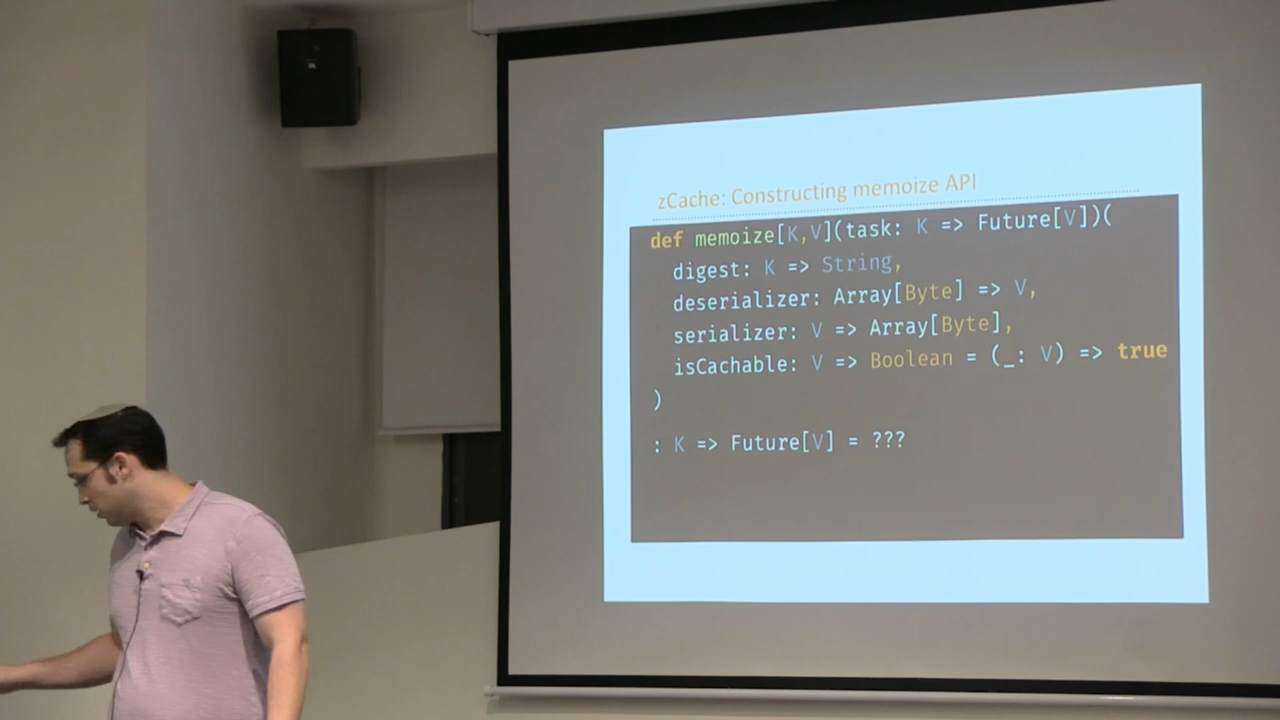 zCache: Constructing memoize API
def memoize[K,V](task: K => Future[V])(
digest: K => String,
deserializer: Array[Byte] => V,
serializer: V => Array[Byte],
isCachable: V => Boolean = (_: V) => true
)
: K => Future[V] = ???